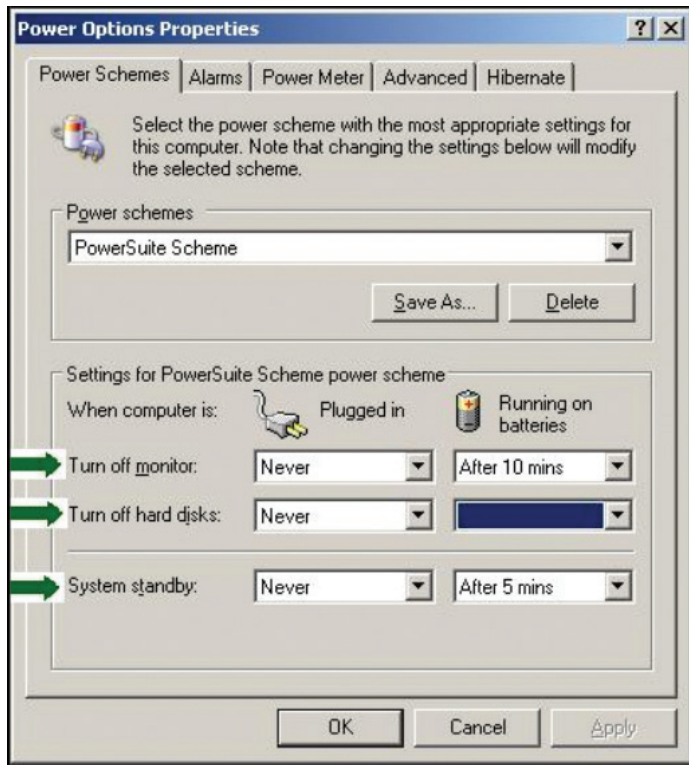 Power Options Properties
Power Schemes Alarms Power Meter Advanced Hibernate
Select the power scheme with the most appropriate settings for
this computer. Note that changing the settings below will modify
the selected scheme.
Power schemes
PowerSuite Scheme
Save As... Delete
Settings for PowerSuite Scheme power scheme
When computer is: Plugged in Running on
batteries
Turn off monitor: Never After 10 mins
Turn off hard disks: Never
System standby: Never After 5 mins
OK Cancel Apply